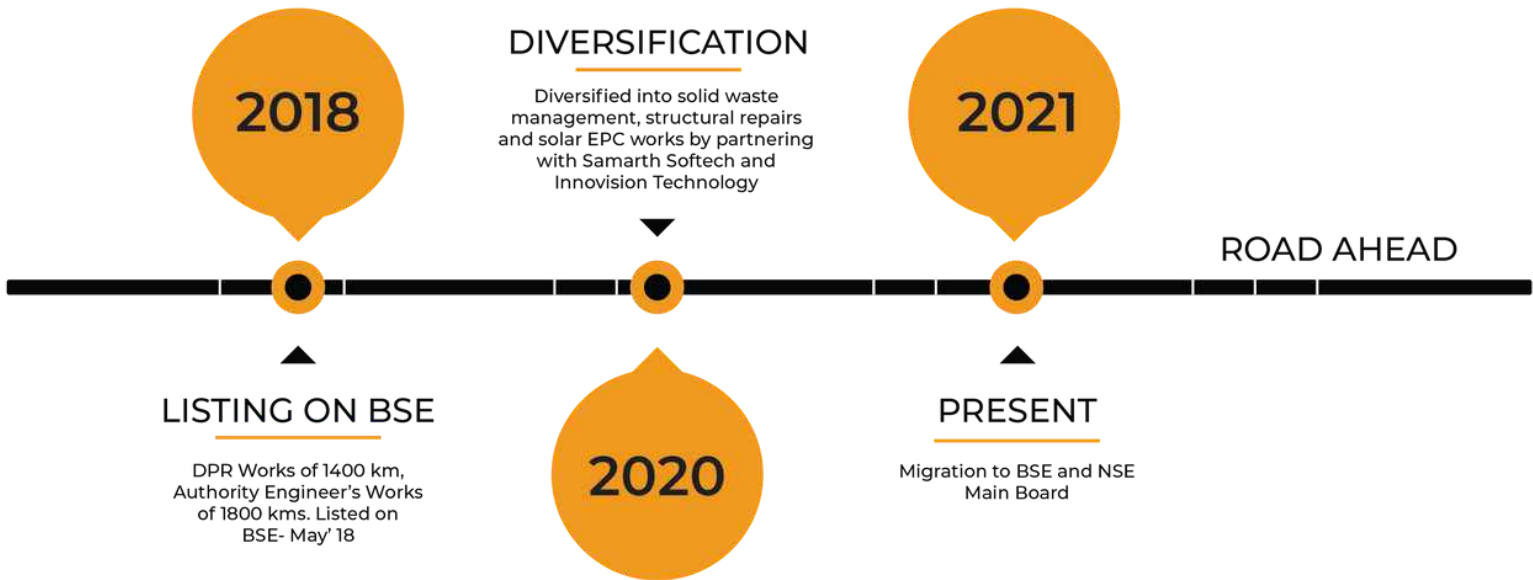 2018
LISTING ON BSE
DPR Works of 1400 km,
Authority Engineer’s Works
of 1800 kms. Listed on
BSE- May’ 18
DIVERSIFICATION
Diversified into solid waste
management, structural repairs
and solar EPC works by partnering
with Samarth Softech and
Innovision Technology
2020
2021
PRESENT
Migration to BSE and NSE
Main Board
ROAD AHEAD